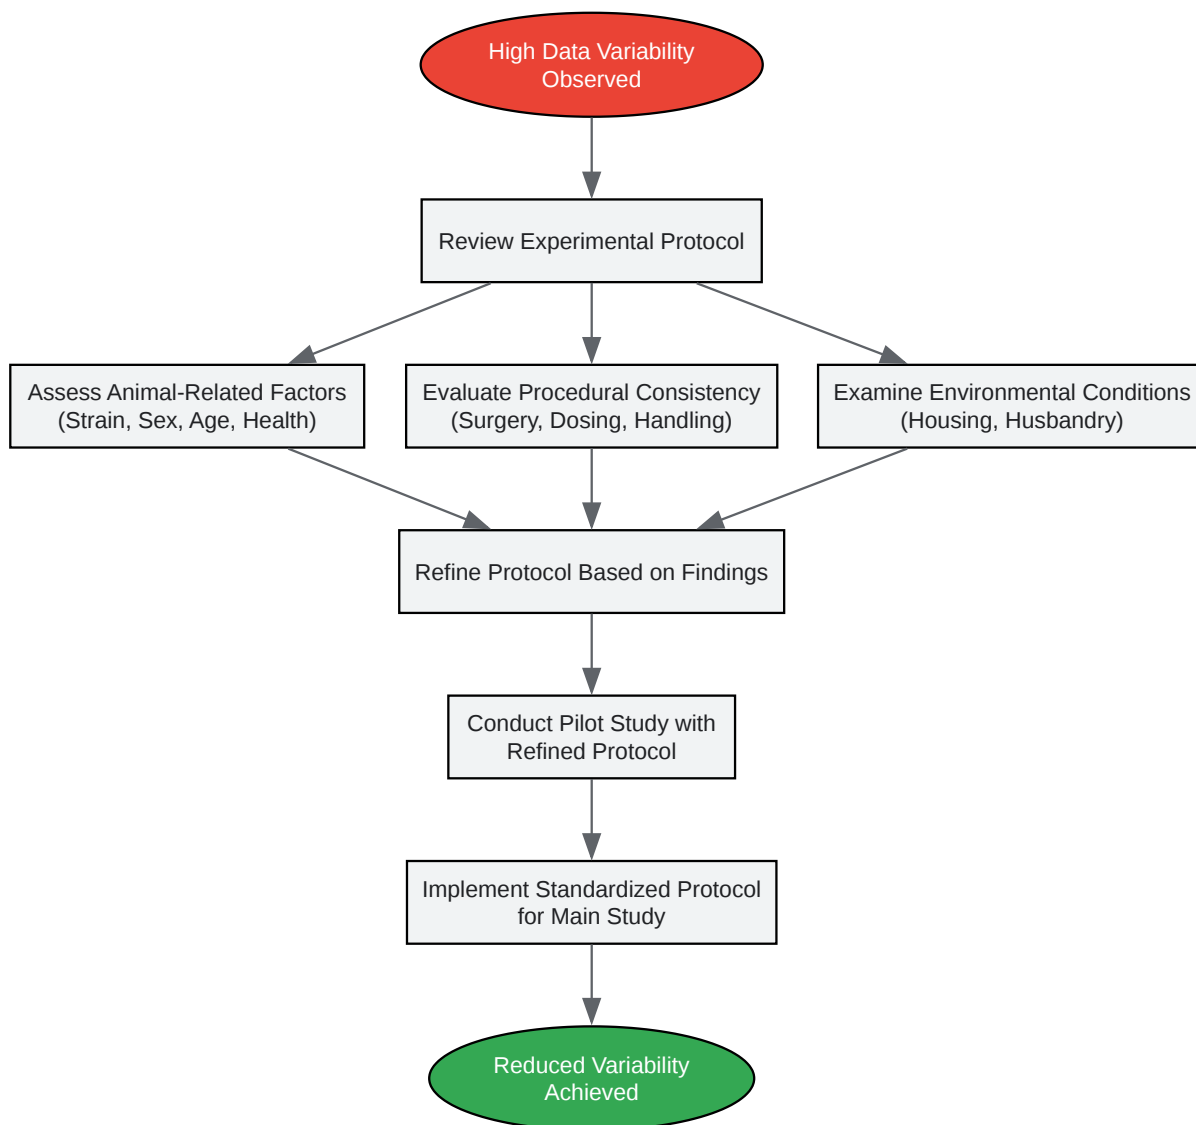 High Data Variability
Observed
Review Experimental Protocol
Assess Animal-Related Factors
(Strain, Sex, Age, Health)
Evaluate Procedural Consistency
(Surgery, Dosing, Handling)
Examine Environmental Conditions
(Housing, Husbandry)
Refine Protocol Based on Findings
Conduct Pilot Study with
Refined Protocol
Implement Standardized Protocol
for Main Study
Reduced Variability
Achieved